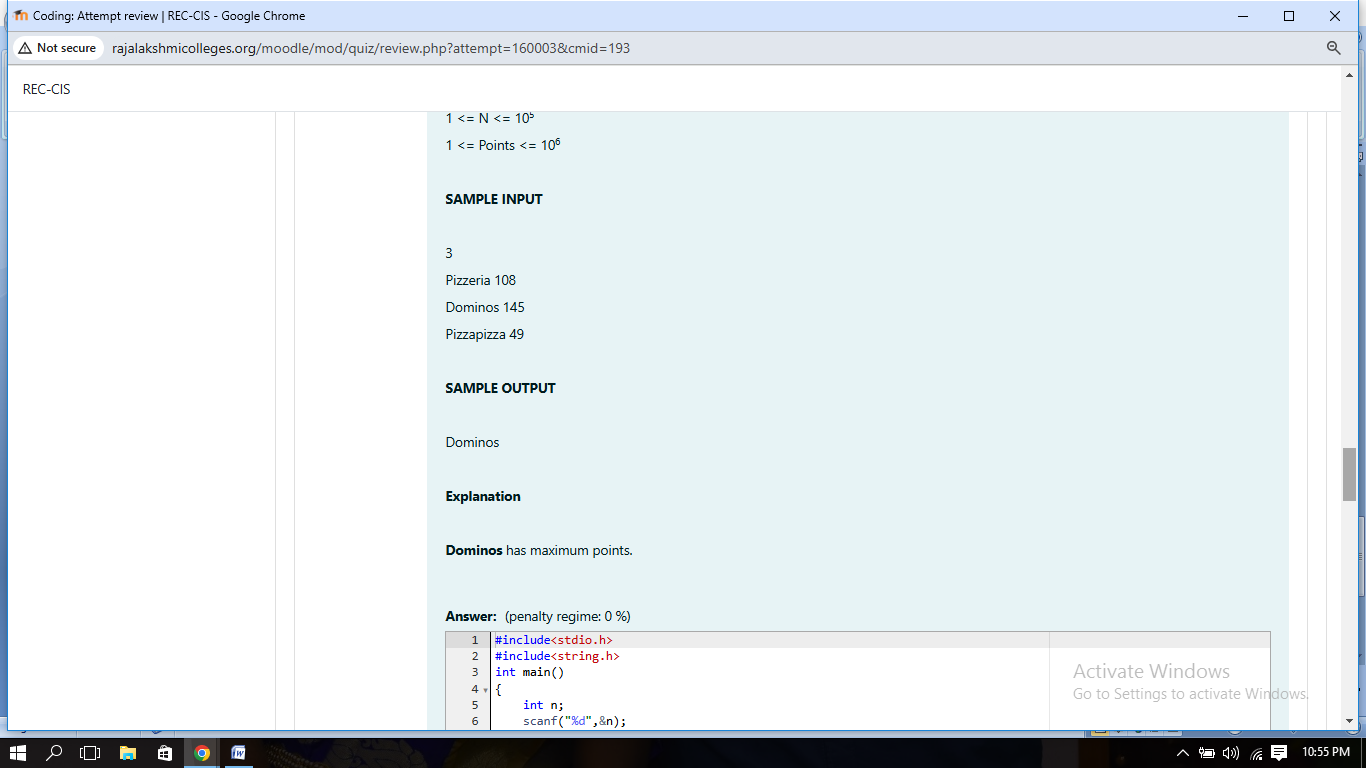 Coding: Attempt review | REC-CIS - Google Chrome
Not secure rajalakshmicolleges.org/moodle/mod/quiz/review.php?attempt=160003&cmid=193
REC-CIS
1 <= N <= 10⁵
1 <= Points <= 10⁶
SAMPLE INPUT
3
Pizzeria 108
Dominos 145
Pizzapizza 49
SAMPLE OUTPUT
Dominos
Explanation
Dominos has maximum points.
Answer: (penalty regime: 0 %)
1 #include<stdio.h>
2 #include<string.h>
3 int main()
4 {
5 int n;
6 scanf("%d",&n);
Activate Windows
Go to Settings to activate Windows.
10:55 PM